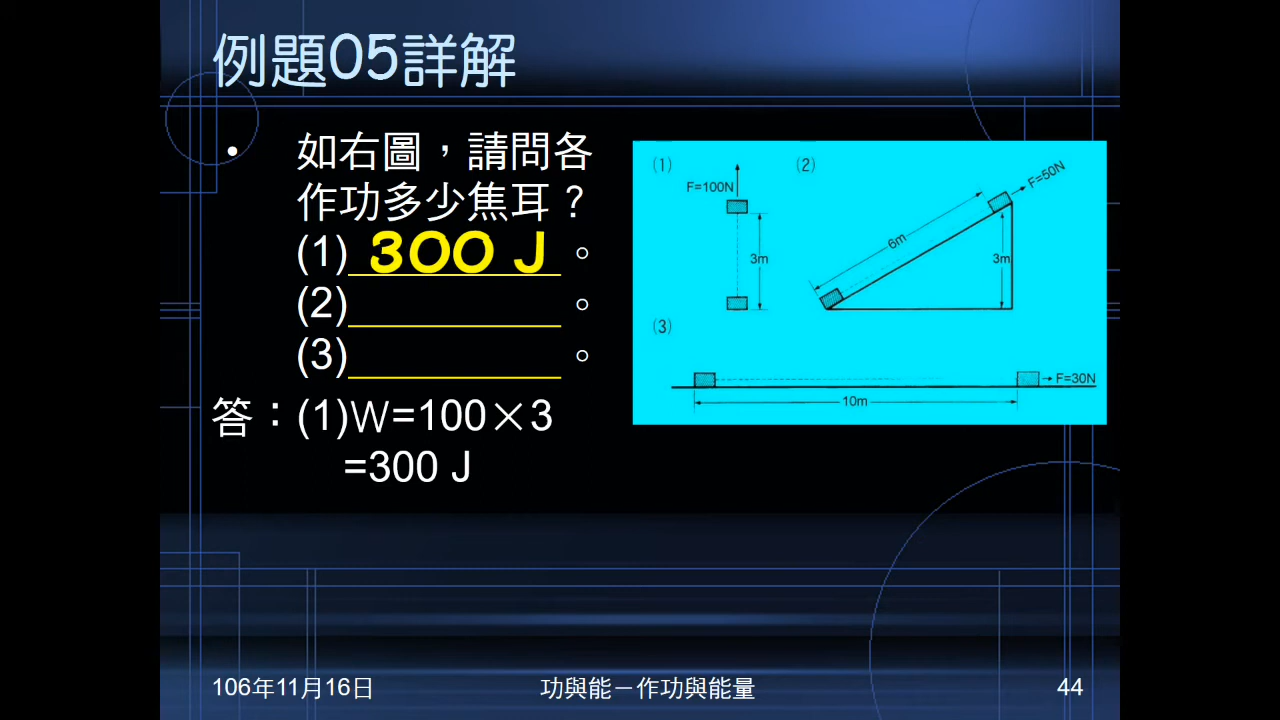 例題05詳解
• 如右圖，請問各
作功多少焦耳？
(1) 300 J 。
(2)__________。
(3)__________。
答：(1)W=100×3
=300 J
(1)
(2)
F=100N
F=50N
6m
3m
3m
(3)
F=30N
10m
106年11月16日
功與能－作功與能量
44